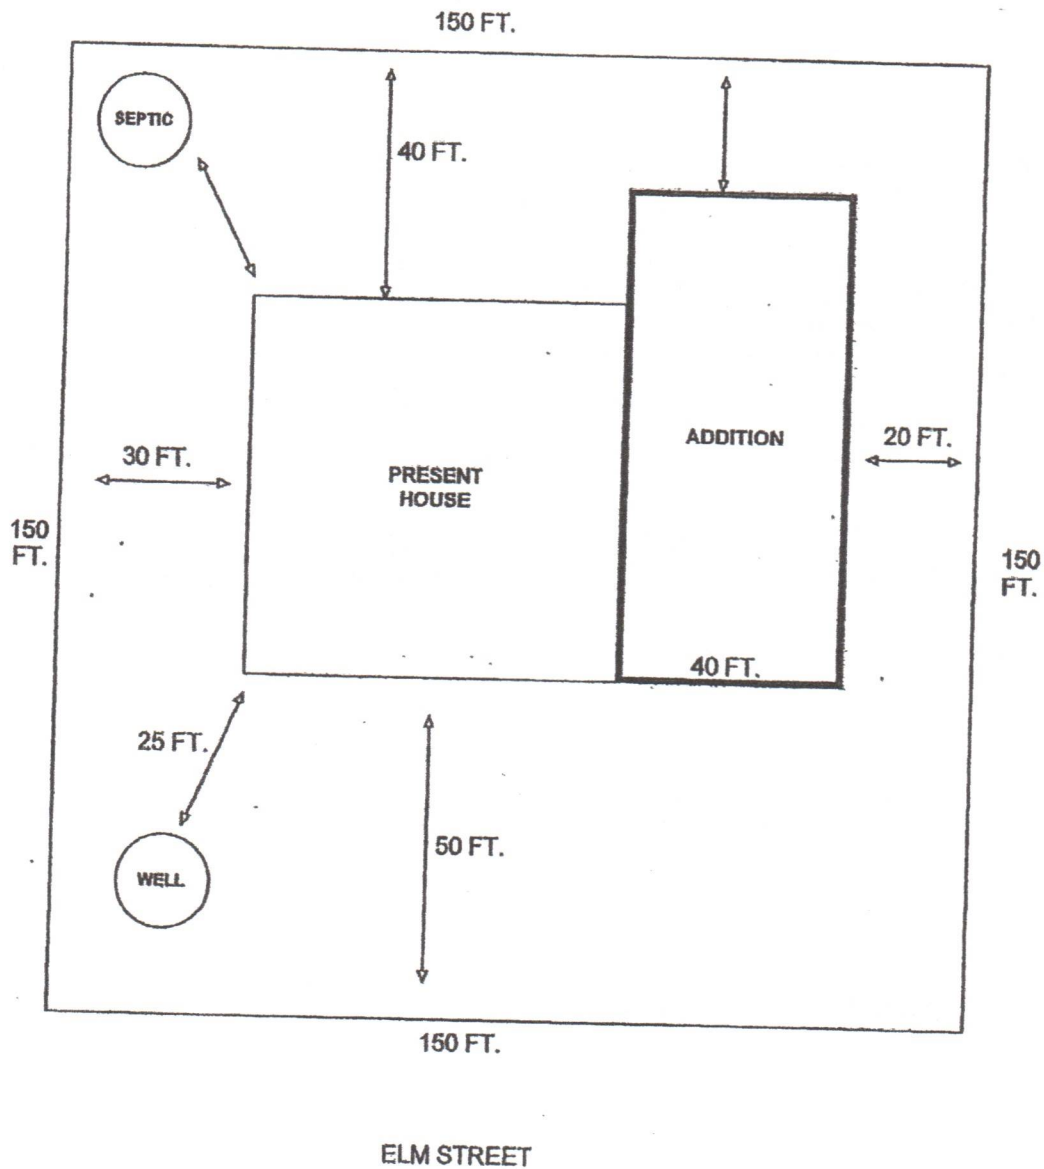 150 FT.
SEPTIC
40 FT.
ADDITION
20 FT.
30 FT.
PRESENT
HOUSE
150
FT.
150
FT.
40 FT.
25 FT.
50 FT.
WELL
150 FT.
ELM STREET